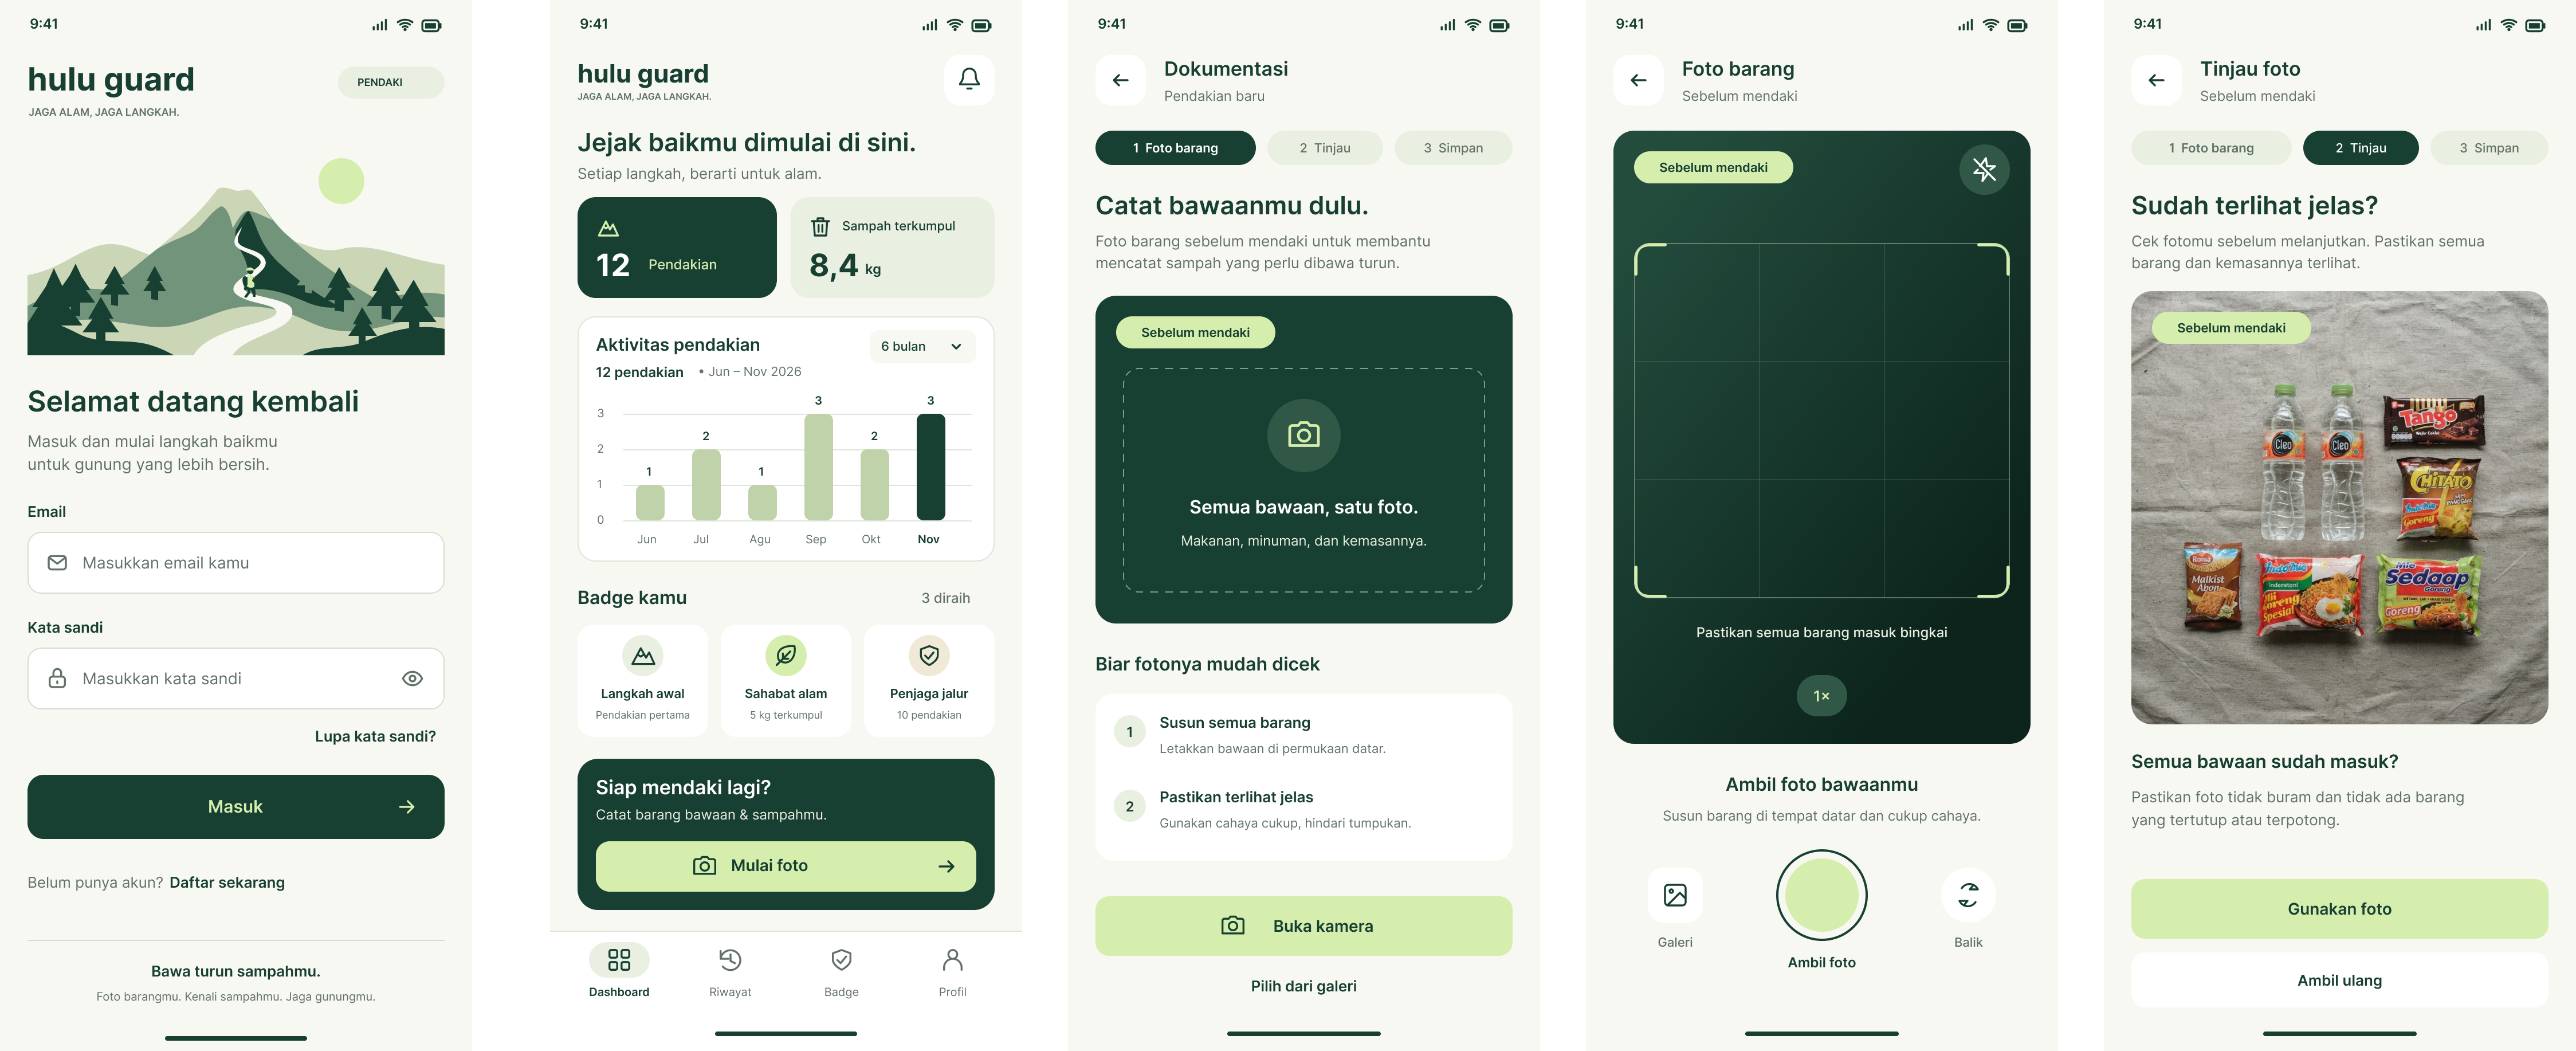 9:41
hulu guard
PENDAKI
JAGA ALAM, JAGA LANGKAH.
Selamat datang kembali
Masuk dan mulai langkah baikmu
untuk gunung yang lebih bersih.
Email
Masukkan email kamu
Kata sandi
Masukkan kata sandi
Lupa kata sandi?
Masuk
Belum punya akun? Daftar sekarang
Bawa turun sampahmu.
Foto barangmu. Kenali sampahmu. Jaga gunungmu.
9:41
hulu guard
JAGA ALAM, JAGA LANGKAH.
Jejak baikmu dimulai di sini.
Setiap langkah, berarti untuk alam.
12 Pendakian
Sampah terkumpul
8,4 kg
Aktivitas pendakian
6 bulan
12 pendakian • Jun – Nov 2026
3
2
1
0
1
2
1
3
2
3
Jun Jul Agu Sep Okt Nov
Badge kamu
3 diraih
Langkah awal
Pendakian pertama
Sahabat alam
5 kg terkumpul
Penjaga jalur
10 pendakian
Siap mendaki lagi?
Catat barang bawaan & sampahmu.
Mulai foto
Dashboard
Riwayat
Badge
Profil
9:41
Dokumentasi
Pendakian baru
1 Foto barang
2 Tinjau
3 Simpan
Catat bawaanmu dulu.
Foto barang sebelum mendaki untuk membantu
mencatat sampah yang perlu dibawa turun.
Sebelum mendaki
Semua bawaan, satu foto.
Makanan, minuman, dan kemasannya.
Biar fotonya mudah dicek
1
Susun semua barang
Letakkan bawaan di permukaan datar.
2
Pastikan terlihat jelas
Gunakan cahaya cukup, hindari tumpukan.
Buka kamera
Pilih dari galeri
9:41
Foto barang
Sebelum mendaki
Sebelum mendaki
Pastikan semua barang masuk bingkai
1×
Ambil foto bawaanmu
Susun barang di tempat datar dan cukup cahaya.
Galeri
Ambil foto
Balik
9:41
Tinjau foto
Sebelum mendaki
1 Foto barang
2 Tinjau
3 Simpan
Sudah terlihat jelas?
Cek fotomu sebelum melanjutkan. Pastikan semua
barang dan kemasannya terlihat.
Sebelum mendaki
Cleo
Cleo
Tango
CHITATO
Indomie
Goreng
Roma
Malkist
Abon
Indomie
Mi
Goreng
Spesial
Mie
Sedaap
Goreng
Goreng
Semua bawaan sudah masuk?
Pastikan foto tidak buram dan tidak ada barang
yang tertutup atau terpotong.
Gunakan foto
Ambil ulang